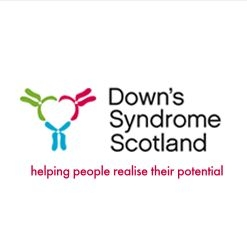 Down's
Syndrome
Scotland
helping people realise their potential